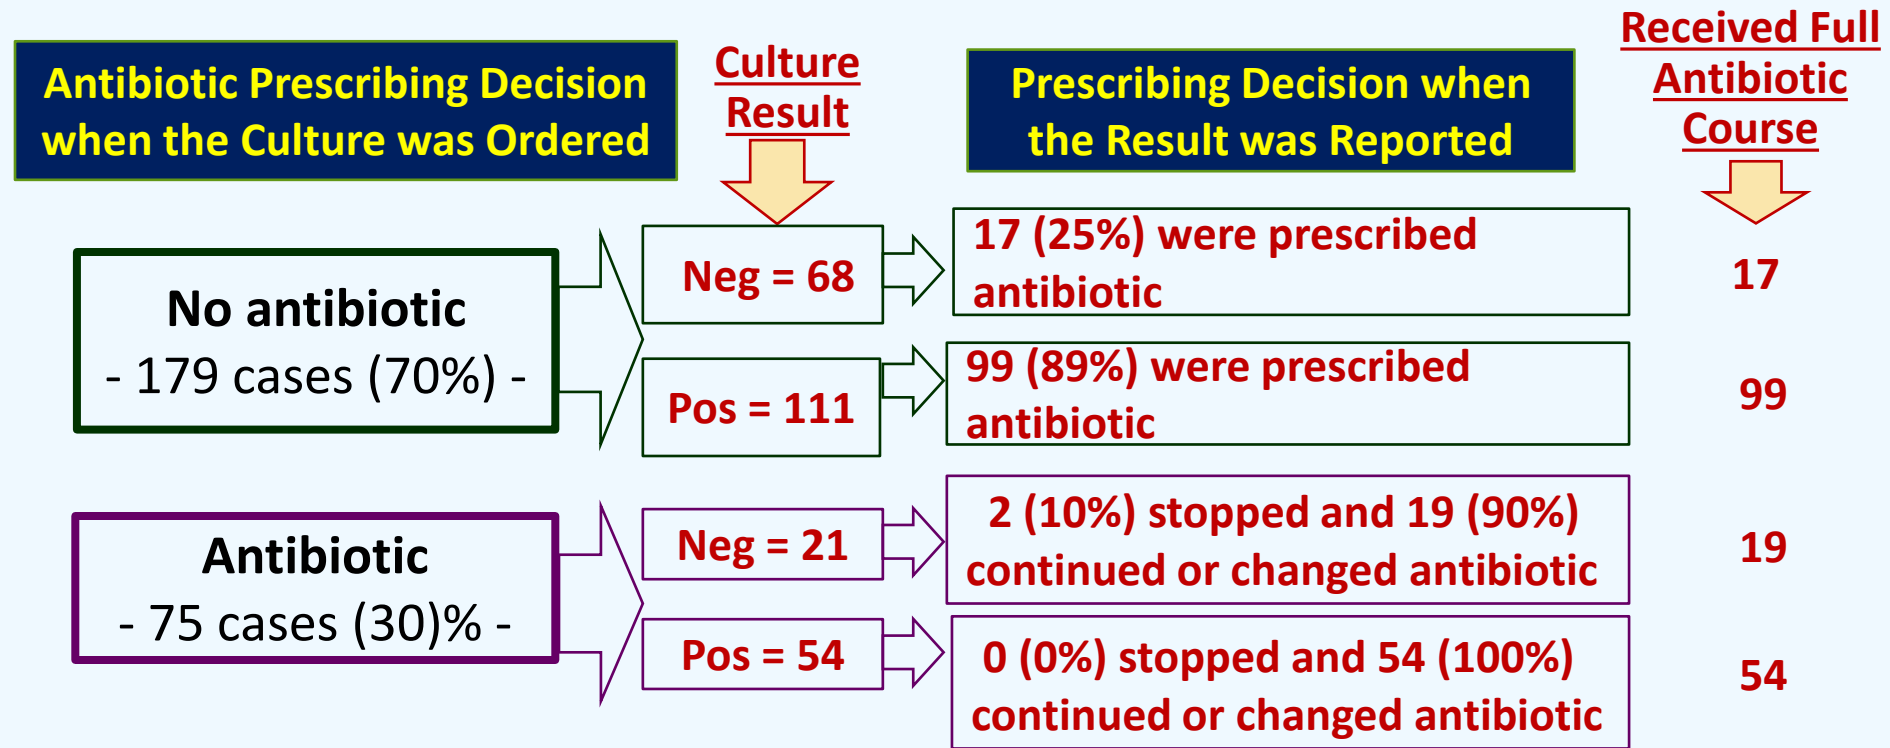 Antibiotic Prescribing Decision
when the Culture was Ordered
Culture
Result
Prescribing Decision when
the Result was Reported
Received Full
Antibiotic
Course
No antibiotic
- 179 cases (70%) -
Neg = 68
17 (25%) were prescribed
antibiotic
17
Pos = 111
99 (89%) were prescribed
antibiotic
99
Antibiotic
- 75 cases (30)% -
Neg = 21
2 (10%) stopped and 19 (90%)
continued or changed antibiotic
19
Pos = 54
0 (0%) stopped and 54 (100%)
continued or changed antibiotic
54